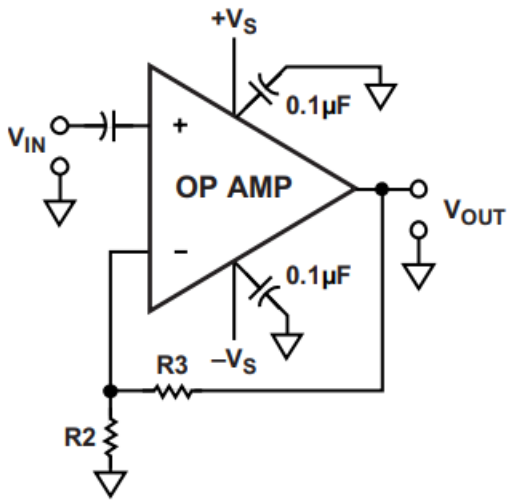 +VS
0.1µF
VIN
+
OP AMP
VOUT
–
0.1µF
–VS
R3
R2